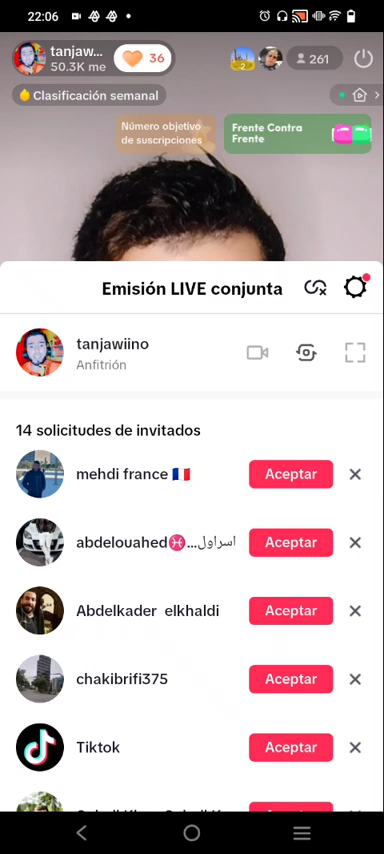 22:06
tanjaw...
50.3K me
36
2
261
Clasificación semanal
Número objetivo
de suscripciones
Frente Contra
Frente
Emisión LIVE conjunta
tanjawiino
Anfitrión
14 solicitudes de invitados
mehdi france 🇫🇷
Aceptar
abdelouahed♓...اسراول
Aceptar
Abdelkader elkhaldi
Aceptar
chakibrifi375
Aceptar
Tiktok
Aceptar